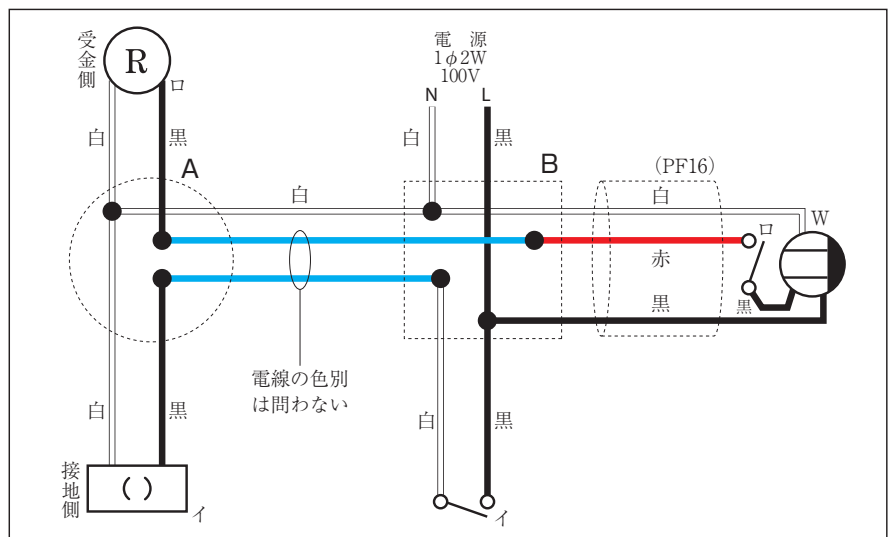 受金側
R
ロ
電 源
1φ2W
100V
N
L
白
黒
白
黒
A
B
(PF16)
白
白
W
ロ
赤
黒
黒
電線の色別
は問わない
白
黒
白
黒
接地側
( )
イ
イ